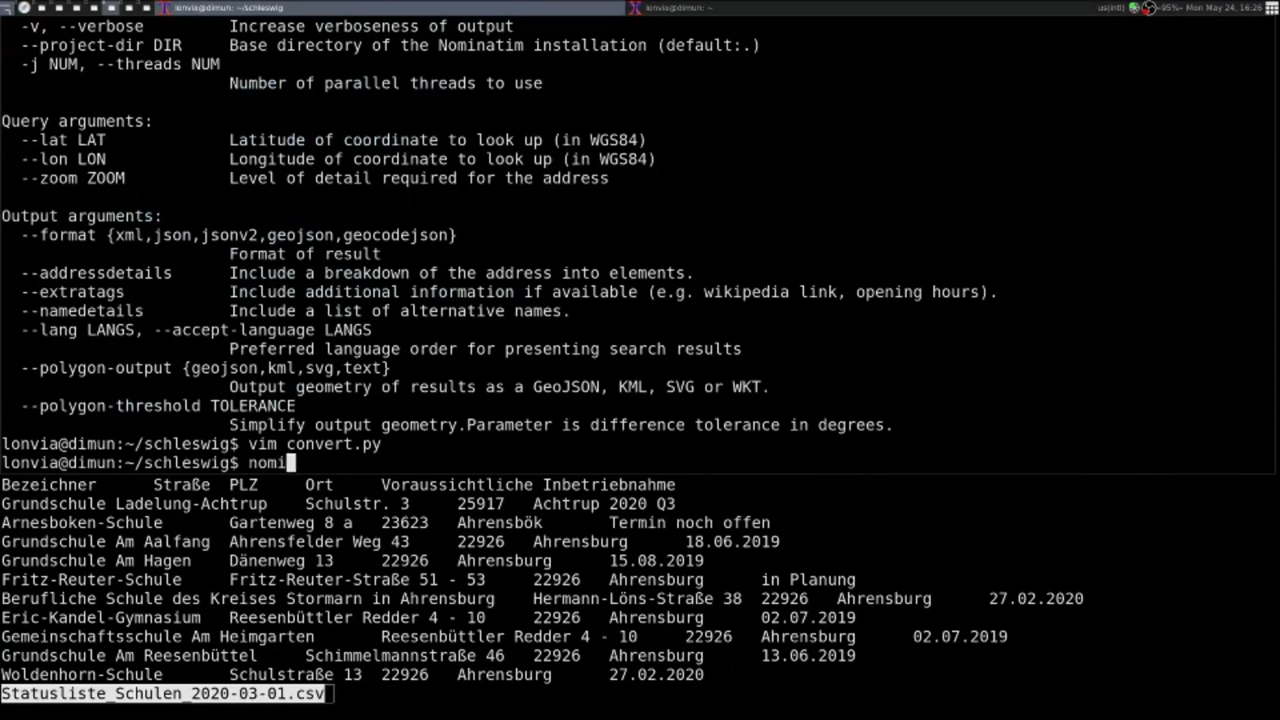 lonvia@dimun: ~/schleswig lonvia@dimun: ~ us(intl) 95% Mon May 24, 16:26
-v, --verbose Increase verboseness of output
--project-dir DIR Base directory of the Nominatim installation (default:.)
-j NUM, --threads NUM
Number of parallel threads to use
Query arguments:
--lat LAT Latitude of coordinate to look up (in WGS84)
--lon LON Longitude of coordinate to look up (in WGS84)
--zoom ZOOM Level of detail required for the address
Output arguments:
--format {xml,json,jsonv2,geojson,geocodejson}
Format of result
--addressdetails Include a breakdown of the address into elements.
--extratags Include additional information if available (e.g. wikipedia link, opening hours).
--namedetails Include a list of alternative names.
--lang LANGS, --accept-language LANGS
Preferred language order for presenting search results
--polygon-output {geojson,kml,svg,text}
Output geometry of results as a GeoJSON, KML, SVG or WKT.
--polygon-threshold TOLERANCE
Simplify output geometry.Parameter is difference tolerance in degrees.
lonvia@dimun:~/schleswig$ vim convert.py
lonvia@dimun:~/schleswig$ nomi
Bezeichner Straße PLZ Ort Voraussichtliche Inbetriebnahme
Grundschule Ladelung-Achtrup Schulstr. 3 25917 Achtrup 2020 Q3
Arnesboken-Schule Gartenweg 8 a 23623 Ahrensbök Termin noch offen
Grundschule Am Aalfang Ahrensfelder Weg 43 22926 Ahrensburg 18.06.2019
Grundschule Am Hagen Dänenweg 13 22926 Ahrensburg 15.08.2019
Fritz-Reuter-Schule Fritz-Reuter-Straße 51 - 53 22926 Ahrensburg in Planung
Berufliche Schule des Kreises Stormarn in Ahrensburg Hermann-Löns-Straße 38 22926 Ahrensburg 27.02.2020
Eric-Kandel-Gymnasium Reesenbüttler Redder 4 - 10 22926 Ahrensburg 02.07.2019
Gemeinschaftsschule Am Heimgarten Reesenbüttler Redder 4 - 10 22926 Ahrensburg 02.07.2019
Grundschule Am Reesenbüttel Schimmelmannstraße 46 22926 Ahrensburg 13.06.2019
Woldenhorn-Schule Schulstraße 13 22926 Ahrensburg 27.02.2020
Statusliste_Schulen_2020-03-01.csv